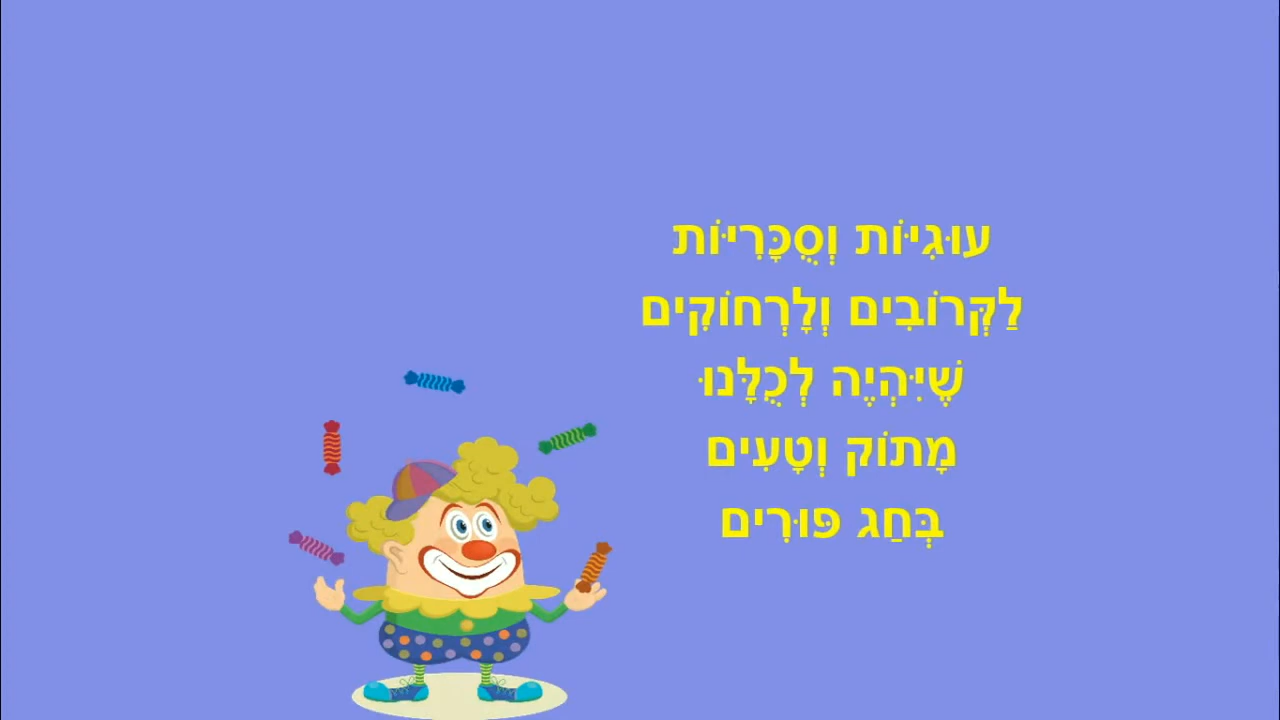 עוּגִיּוֹת וְסֻכָּרִיּוֹת
לַקְּרוֹבִים וְלָרְחוֹקִים
שֶׁיִּהְיֶה לְכֻלָּנוּ
מָתוֹק וְטָעִים
בְּחַג פּוּרִים